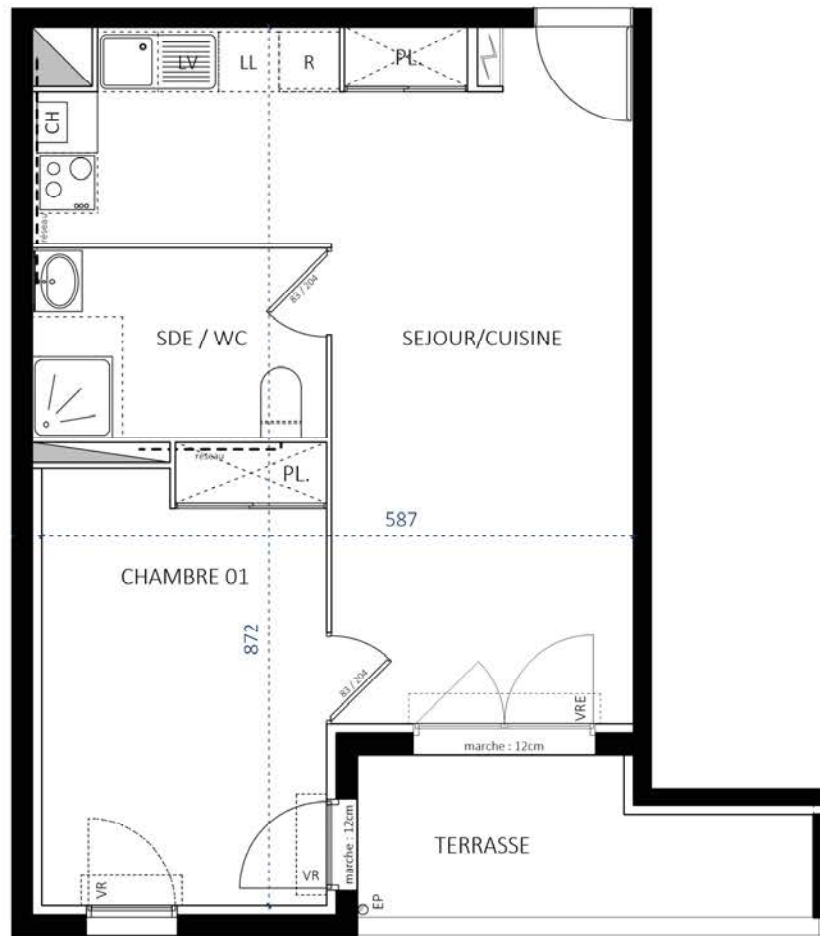 LV
LL
R
PL.
CH
réseau
83 / 204
SDE / WC
SEJOUR/CUISINE
réseau
PL.
587
CHAMBRE 01
872
83 / 204
VRE
marche : 12cm
marche : 12cm
TERRASSE
VR
VR
EP